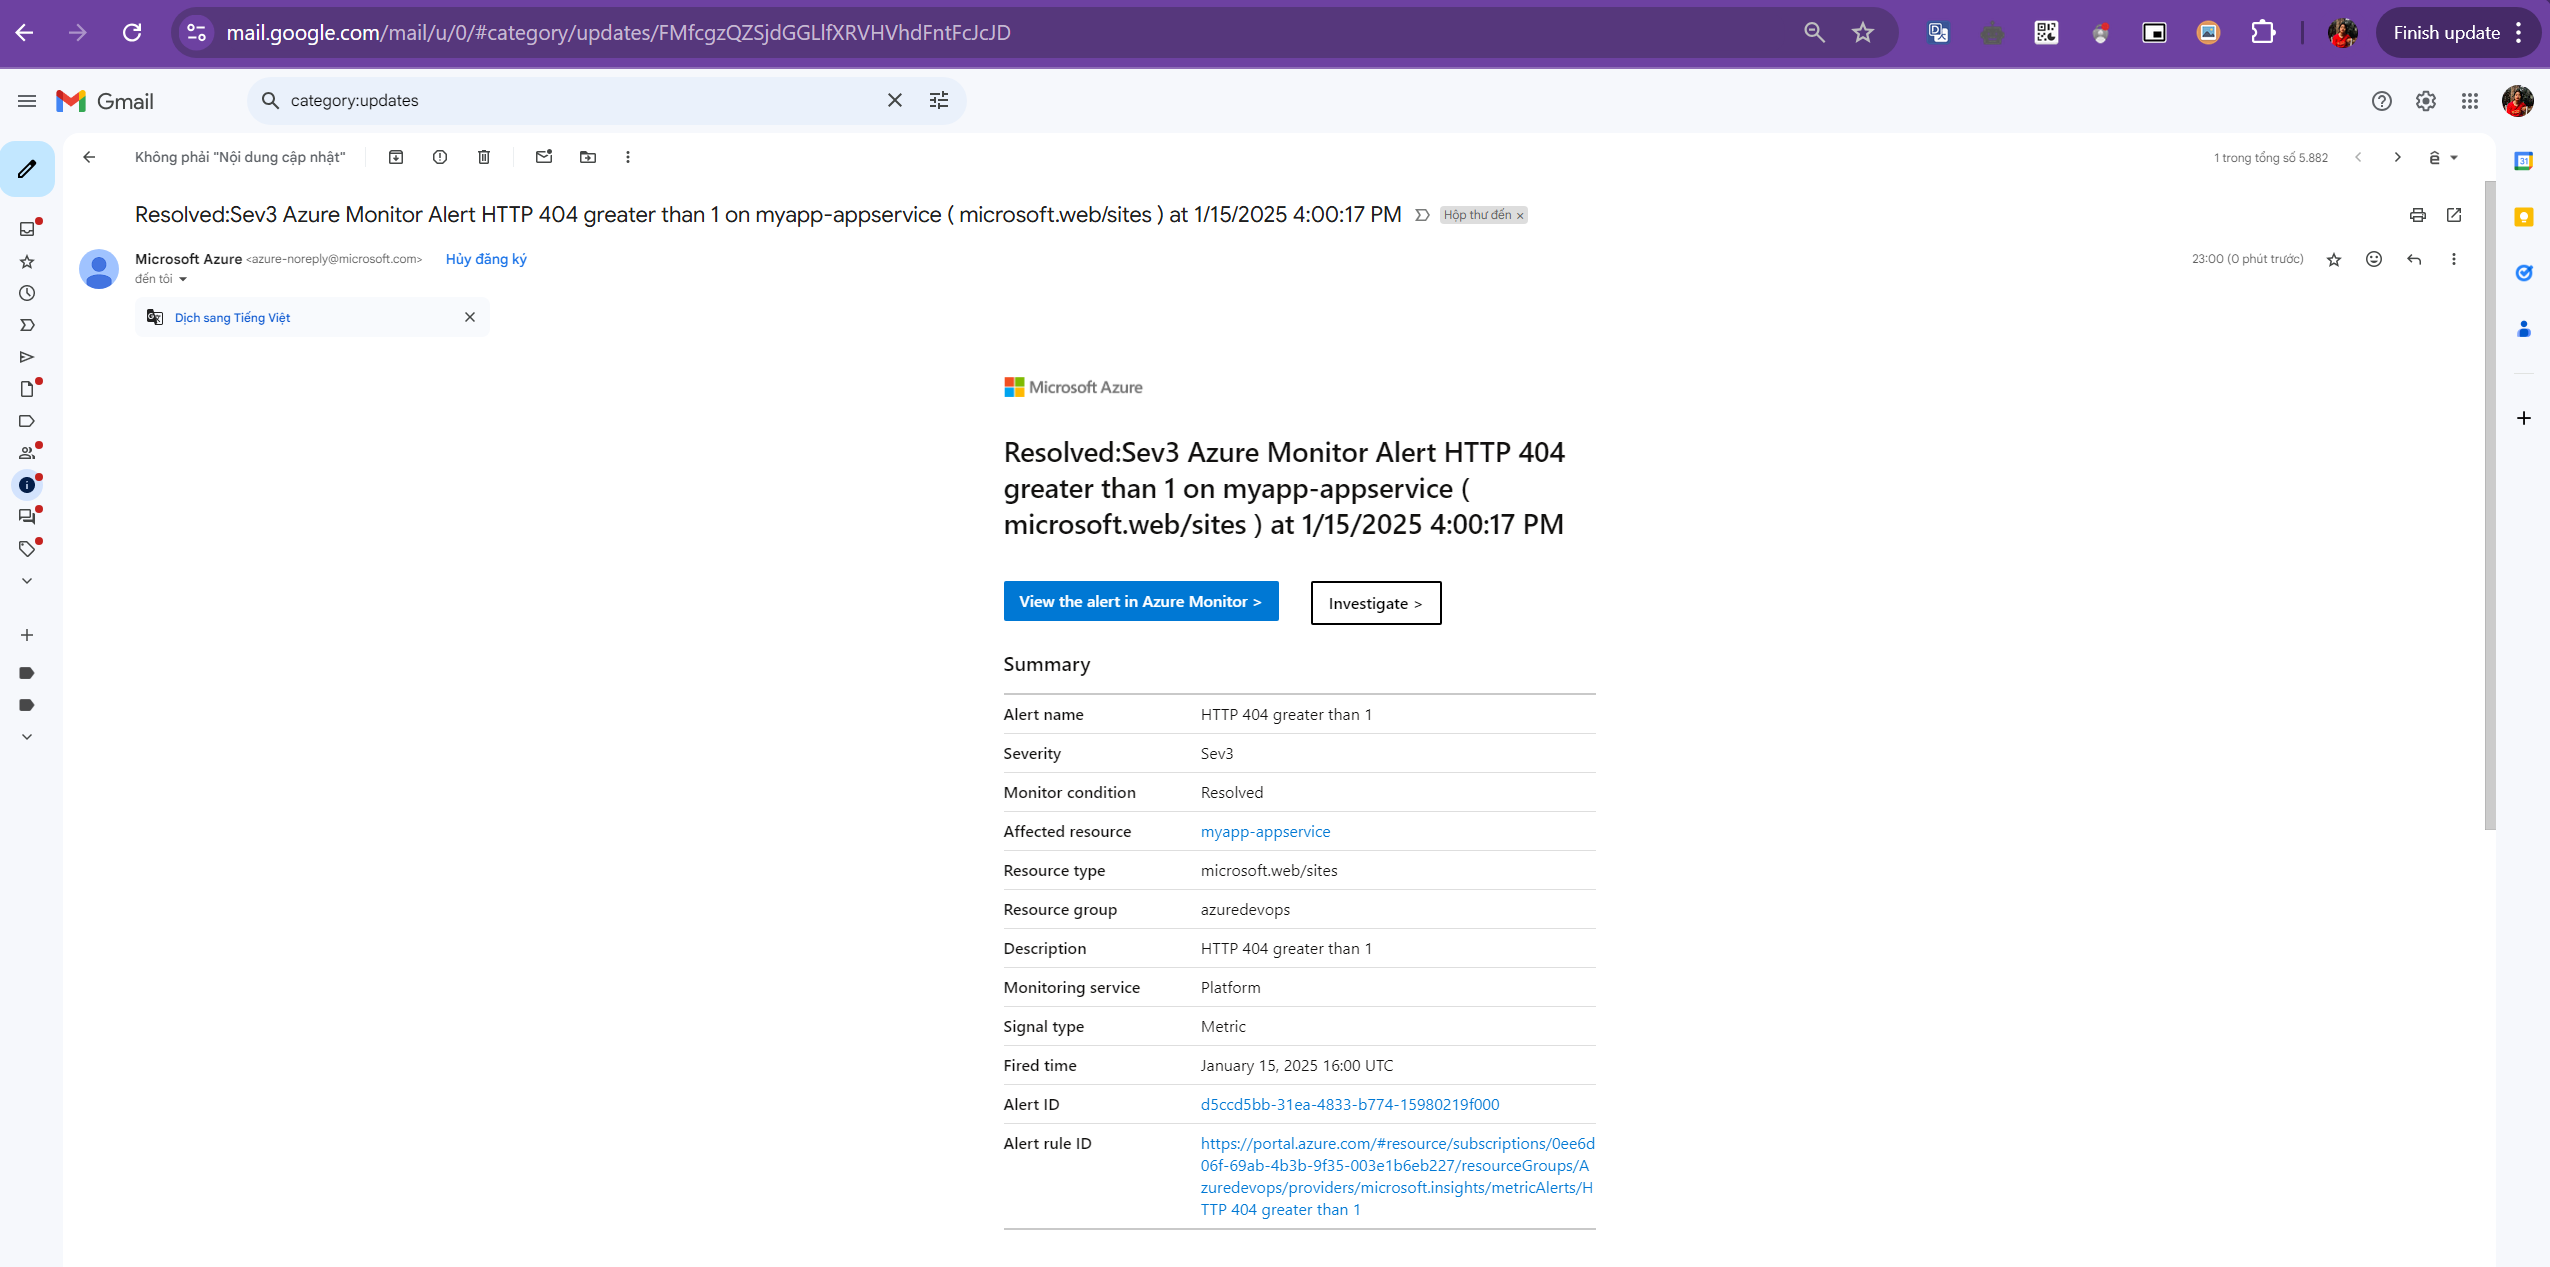 mail.google.com/mail/u/0/#category/updates/FMfcgzQZSjdGGLlfXRVHVhdFntFcJcJD
Finish update
Gmail
category:updates
Không phải "Nội dung cập nhật"
1 trong tổng số 5.882
Resolved:Sev3 Azure Monitor Alert HTTP 404 greater than 1 on myapp-appservice ( microsoft.web/sites ) at 1/15/2025 4:00:17 PM
Hộp thư đến ×
Microsoft Azure <azure-noreply@microsoft.com> Hủy đăng ký
23:00 (0 phút trước)
đến tôi
Dịch sang Tiếng Việt
31
Microsoft Azure
Resolved:Sev3 Azure Monitor Alert HTTP 404
greater than 1 on myapp-appservice (
microsoft.web/sites ) at 1/15/2025 4:00:17 PM
View the alert in Azure Monitor >
Investigate >
Summary
Alert name HTTP 404 greater than 1
Severity Sev3
Monitor condition Resolved
Affected resource myapp-appservice
Resource type microsoft.web/sites
Resource group azuredevops
Description HTTP 404 greater than 1
Monitoring service Platform
Signal type Metric
Fired time January 15, 2025 16:00 UTC
Alert ID d5ccd5bb-31ea-4833-b774-15980219f000
Alert rule ID https://portal.azure.com/#resource/subscriptions/0ee6d
06f-69ab-4b3b-9f35-003e1b6eb227/resourceGroups/A
zuredevops/providers/microsoft.insights/metricAlerts/H
TTP 404 greater than 1